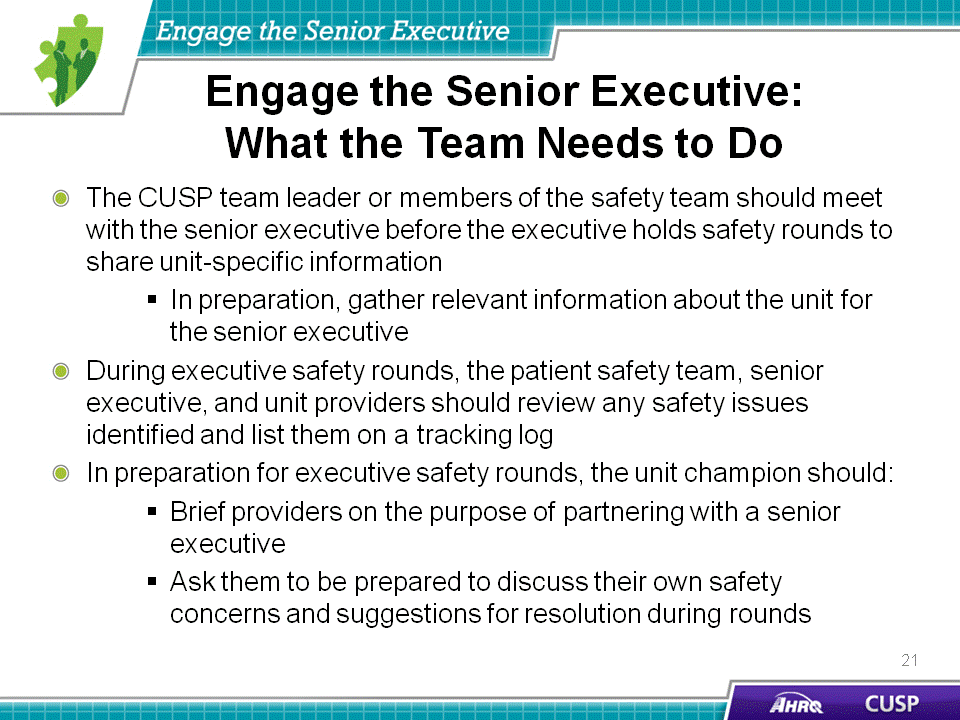 Engage the Senior Executive
Engage the Senior Executive:
What the Team Needs to Do
The CUSP team leader or members of the safety team should meet
with the senior executive before the executive holds safety rounds to
share unit-specific information
In preparation, gather relevant information about the unit for
the senior executive
During executive safety rounds, the patient safety team, senior
executive, and unit providers should review any safety issues
identified and list them on a tracking log
In preparation for executive safety rounds, the unit champion should:
Brief providers on the purpose of partnering with a senior
executive
Ask them to be prepared to discuss their own safety
concerns and suggestions for resolution during rounds
21
AHRQ CUSP